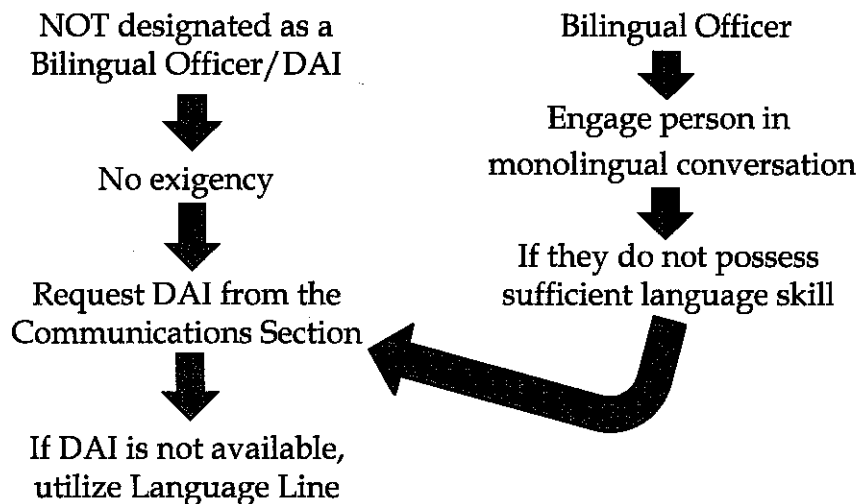 NOT designated as a
Bilingual Officer/DAI
No exigency
Request DAI from the
Communications Section
If DAI is not available,
utilize Language Line
Bilingual Officer
Engage person in
monolingual conversation
If they do not possess
sufficient language skill